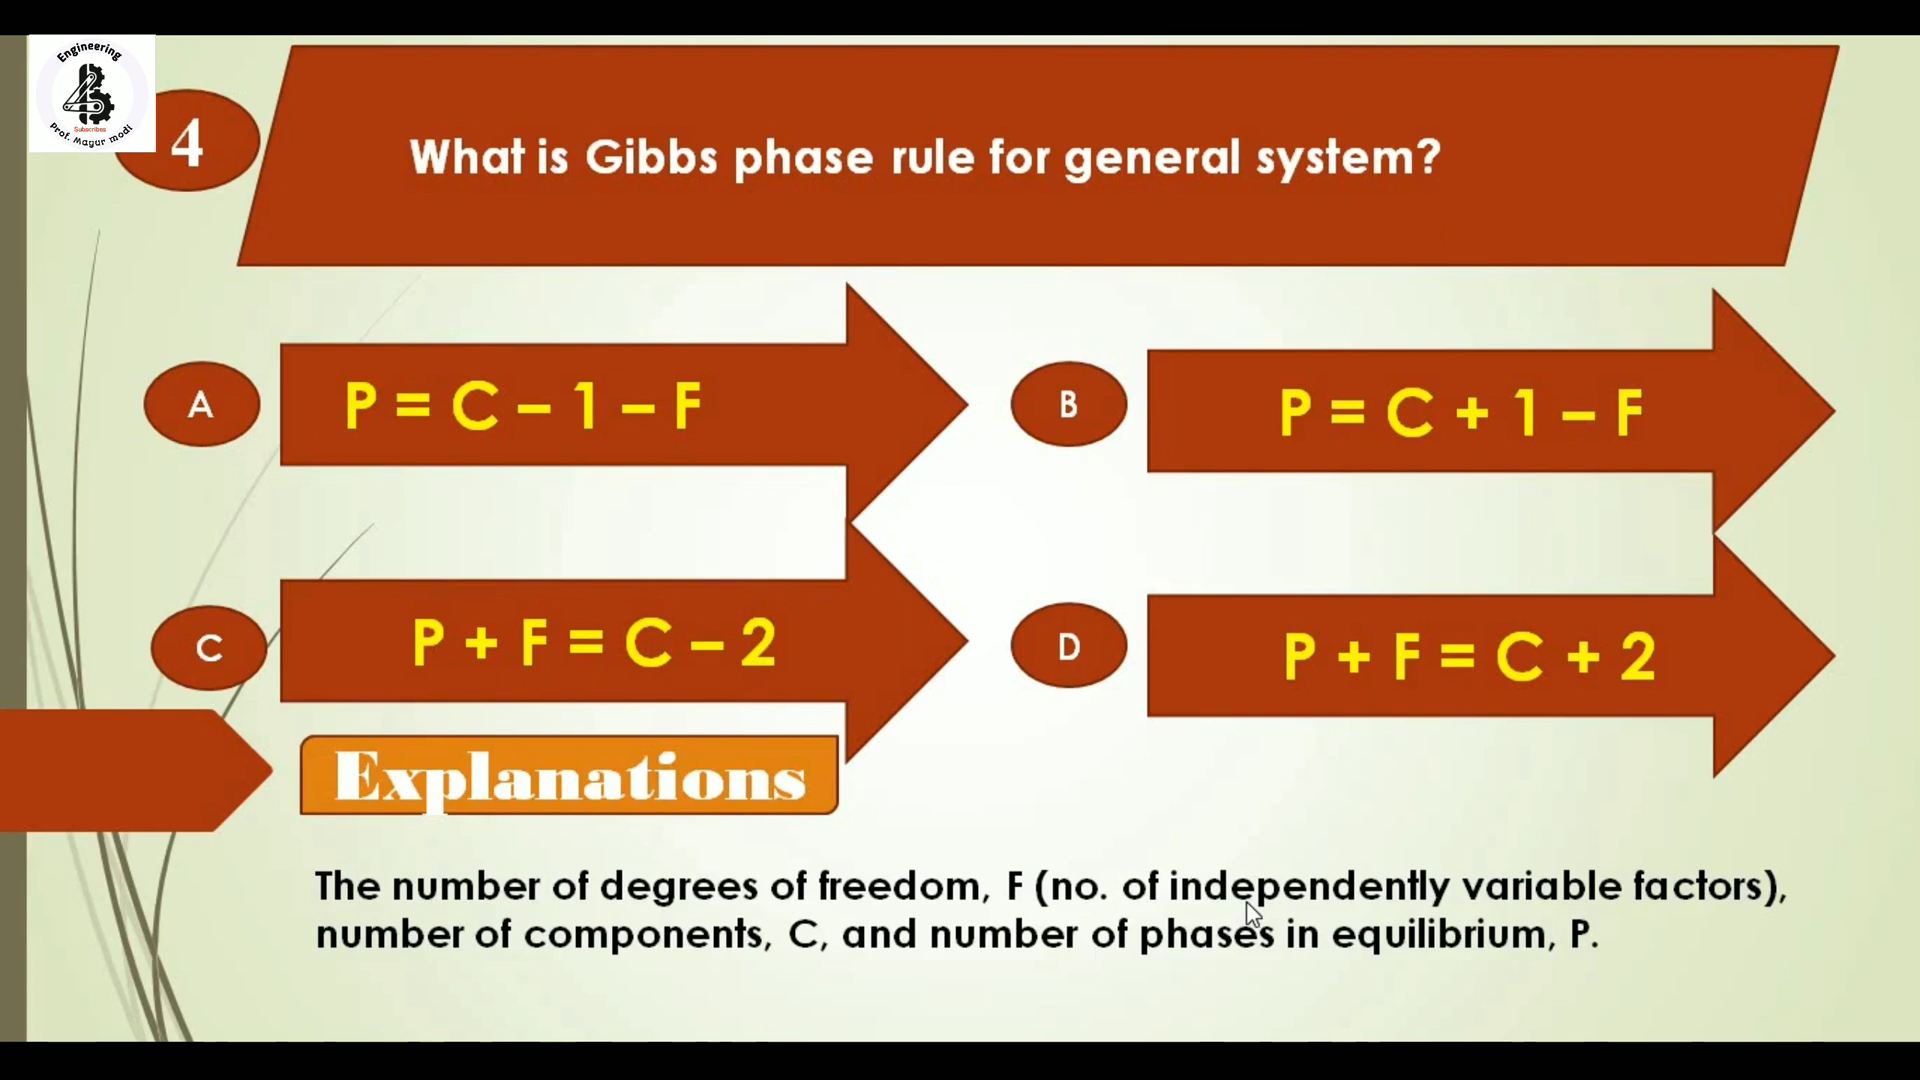 Engineering
Subscribes
Prof. Mayur modi
4
What is Gibbs phase rule for general system?
A
P = C – 1 – F
B
P = C + 1 – F
C
P + F = C – 2
D
P + F = C + 2
Explanations
The number of degrees of freedom, F (no. of independently variable factors),
number of components, C, and number of phases in equilibrium, P.